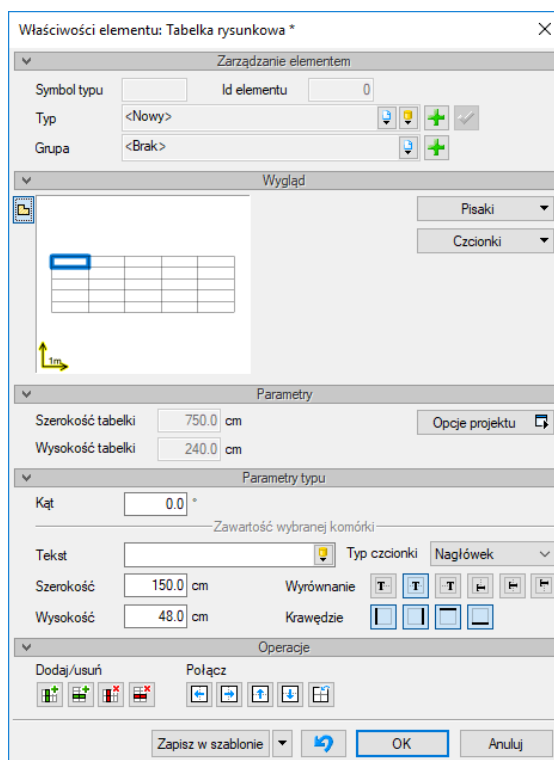 Właściwości elementu: Tabelka rysunkowa *
Zarządzanie elementem
Symbol typu Id elementu 0
Typ <Nowy>
Grupa <Brak>
Wygląd
Pisaki
Czcionki
1m
Parametry
Szerokość tabelki 750.0 cm Opcje projektu
Wysokość tabelki 240.0 cm
Parametry typu
Kąt 0.0 °
Zawartość wybranej komórki
Tekst Typ czcionki Nagłówek
Szerokość 150.0 cm Wyrównanie T T T
Wysokość 48.0 cm Krawędzie
Operacje
Dodaj/usuń Połącz
Zapisz w szablonie OK Anuluj